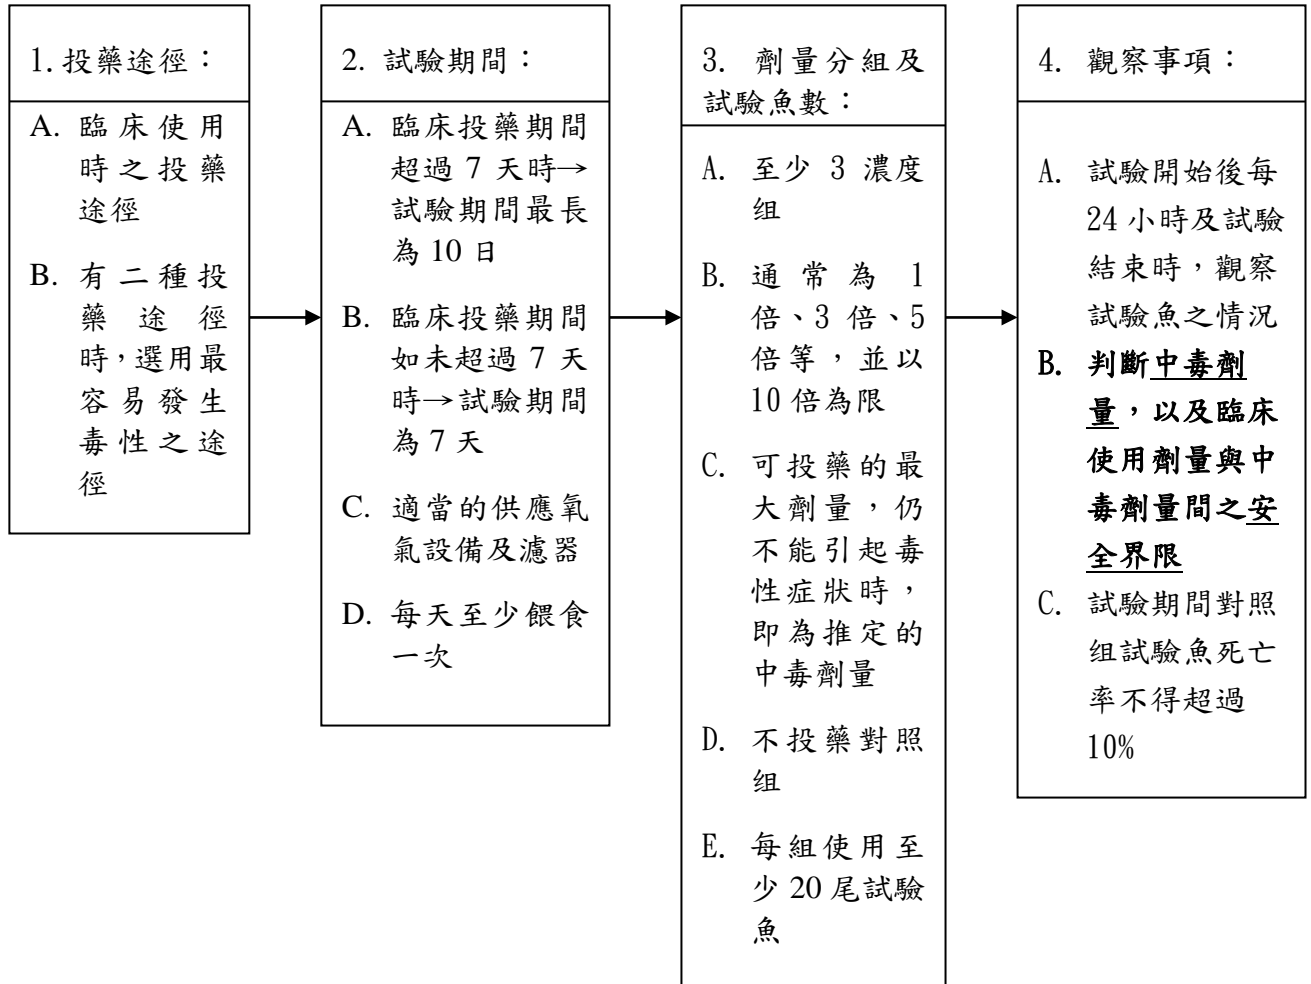 1.投藥途徑：
A. 臨床使用
時之投藥
途徑
B. 有二種投
藥途徑
時，選用最
容易發生
毒性之途
徑
2. 試驗期間：
A. 臨床投藥期間
超過 7 天時→
試驗期間最長
為 10 日
B. 臨床投藥期間
如未超過 7 天
時→試驗期間
為 7 天
C. 適當的供應氧
氣設備及濾器
D. 每天至少餵食
一次
3. 劑量分組及
試驗魚數：
A. 至少 3 濃度
組
B. 通常為 1
倍、3 倍、5
倍等，並以
10 倍為限
C. 可投藥的最
大劑量，仍
不能引起毒
性症狀時，
即為推定的
中毒劑量
D. 不投藥對照
組
E. 每組使用至
少 20 尾試驗
魚
4. 觀察事項：
A. 試驗開始後每
24 小時及試驗
結束時，觀察
試驗魚之情況
B. 判斷中毒劑
量，以及臨床
使用劑量與中
毒劑量間之安
全界限
C. 試驗期間對照
組試驗魚死亡
率不得超過
10%